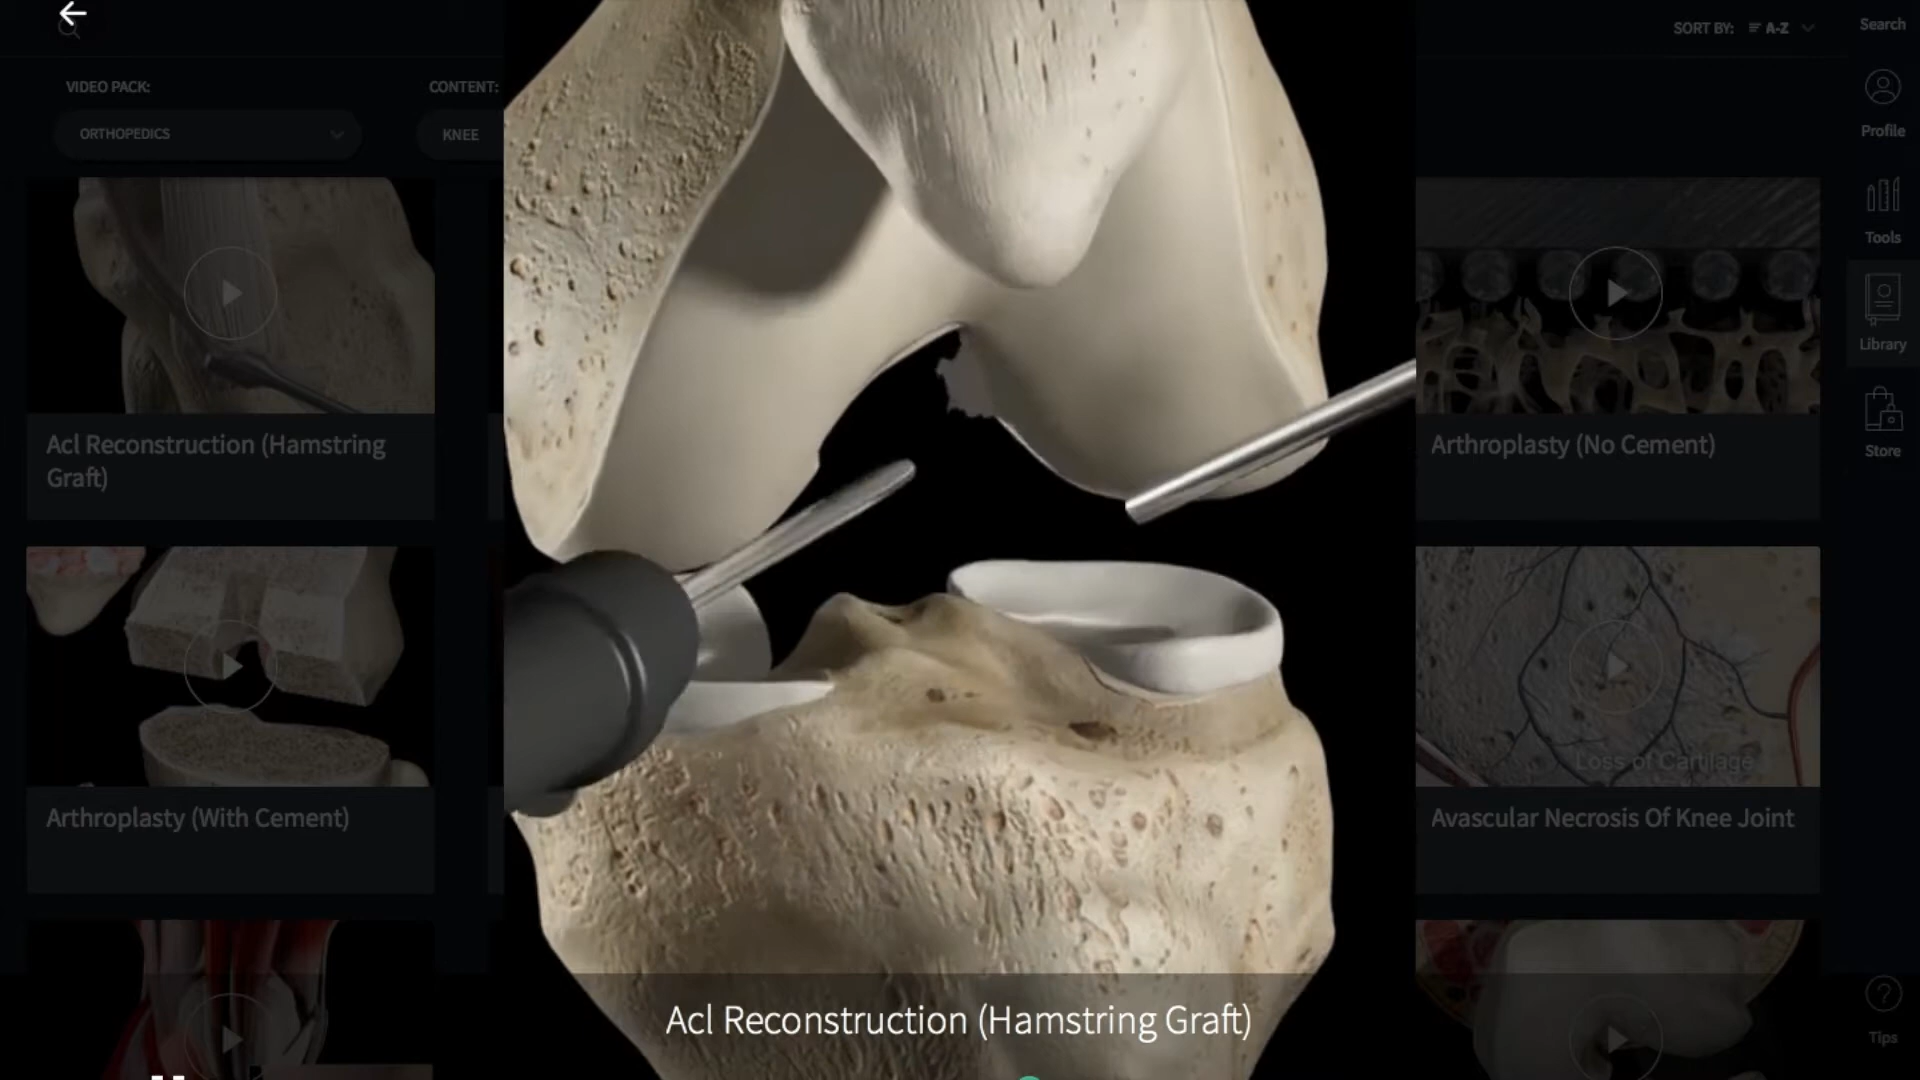 SORT BY:
A-Z
Search
VIDEO PACK:
CONTENT:
ORTHOPEDICS
KNEE
Profile
Tools
Library
Store
Acl Reconstruction (Hamstring
Graft)
Arthroplasty (No Cement)
Loss of Cartilage
Arthroplasty (With Cement)
Avascular Necrosis Of Knee Joint
Acl Reconstruction (Hamstring Graft)
Tips